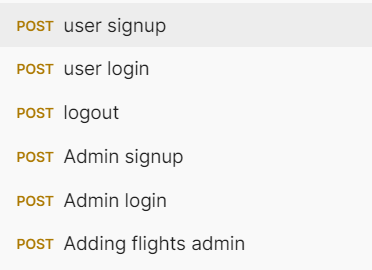 POST user signup
POST user login
POST logout
POST Admin signup
POST Admin login
POST Adding flights admin